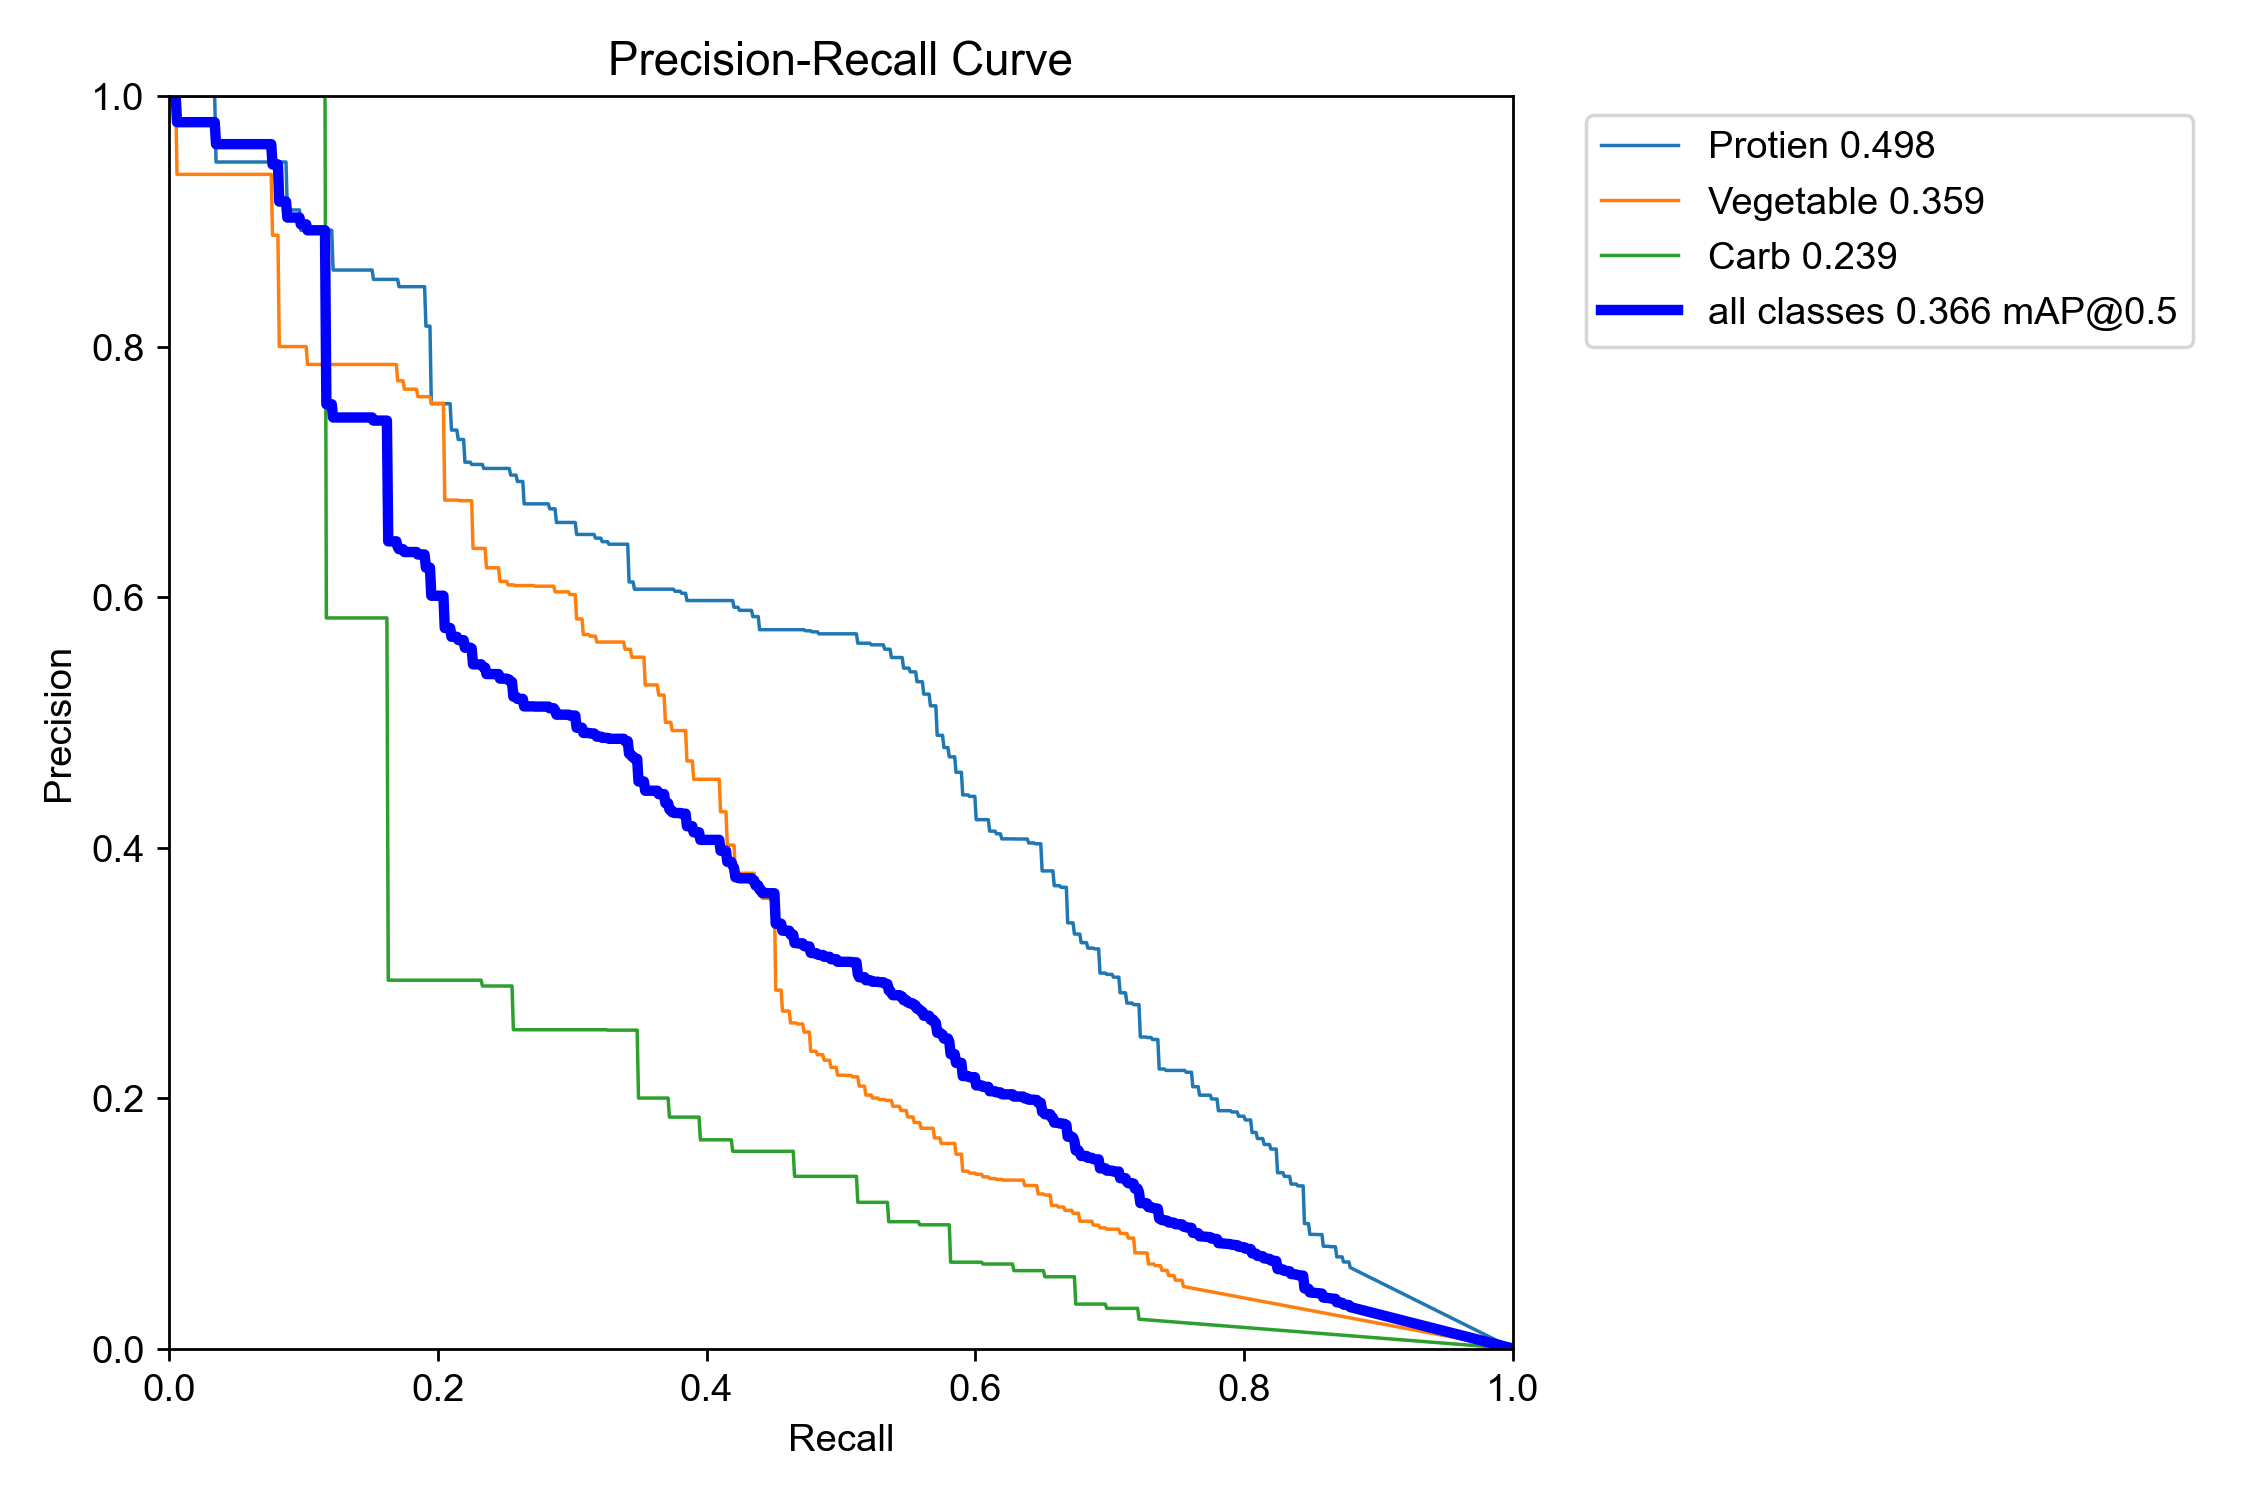 Precision-Recall Curve
1.0
0.8
0.6
0.4
0.2
0.0
Precision
0.0 0.2 0.4 0.6 0.8 1.0
Recall
Protien 0.498
Vegetable 0.359
Carb 0.239
all classes 0.366 mAP@0.5